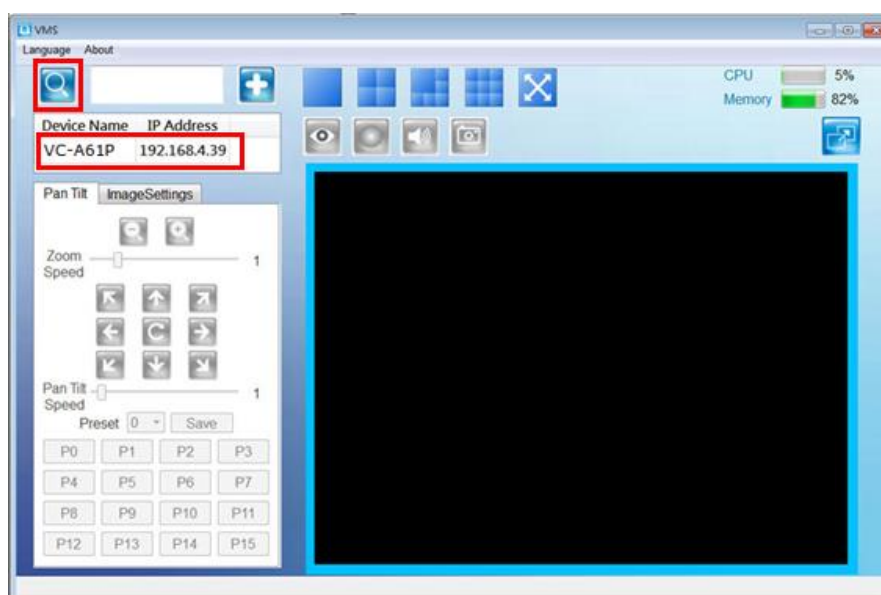 VMS
Language About
CPU 5%
Memory 82%
Device Name IP Address
VC-A61P 192.168.4.39
Pan Tilt ImageSettings
Zoom Speed 1
C
Pan Tilt Speed 1
Preset 0 Save
P0 P1 P2 P3
P4 P5 P6 P7
P8 P9 P10 P11
P12 P13 P14 P15